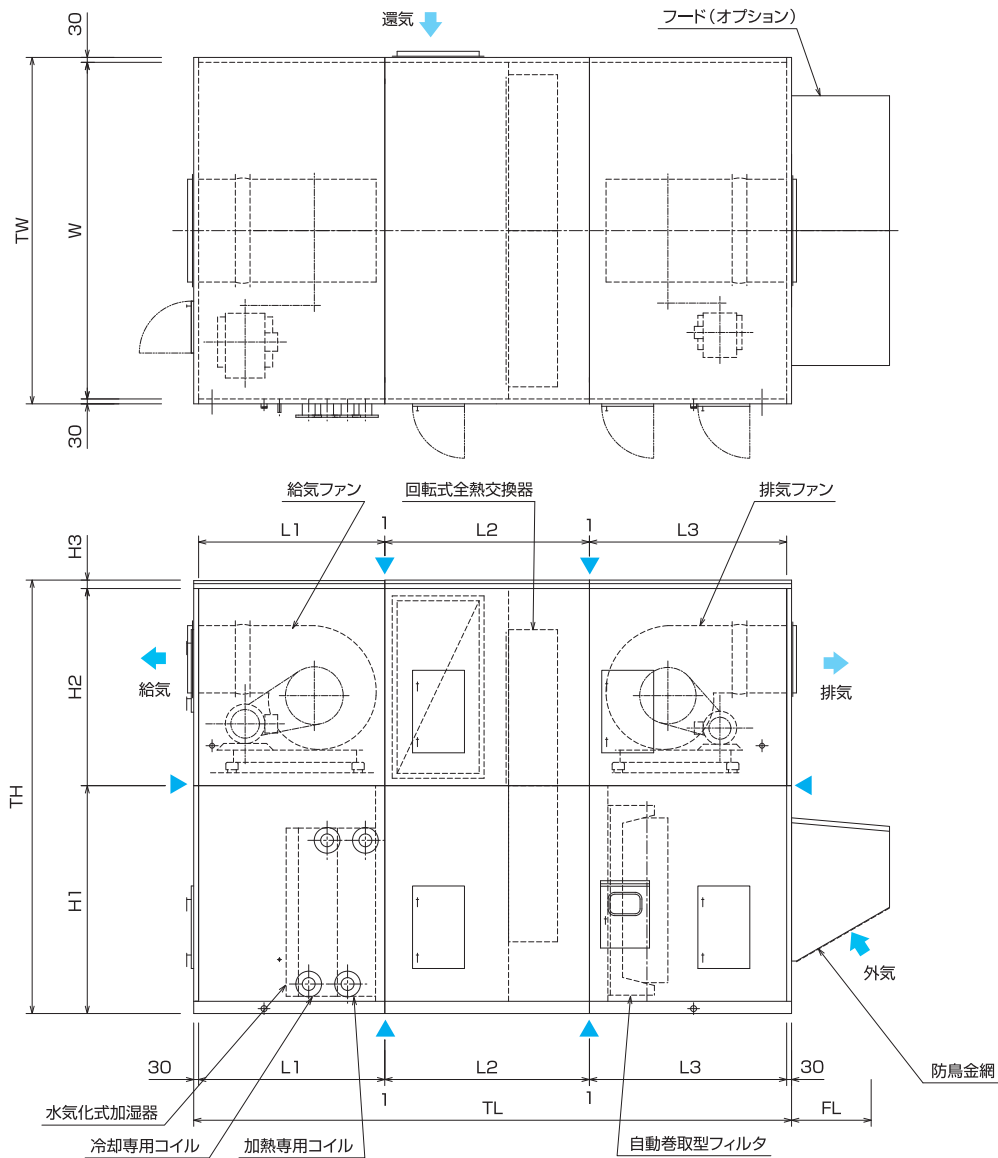 還気
フード(オプション)
30
TW
W
30
給気ファン
回転式全熱交換器
排気ファン
L1
1
L2
1
L3
H3
H2
H1
TH
給気
排気
外気
30
L1
1
L2
1
L3
30
TL
FL
防鳥金網
水気化式加湿器
冷却専用コイル
加熱専用コイル
自動巻取型フィルタ